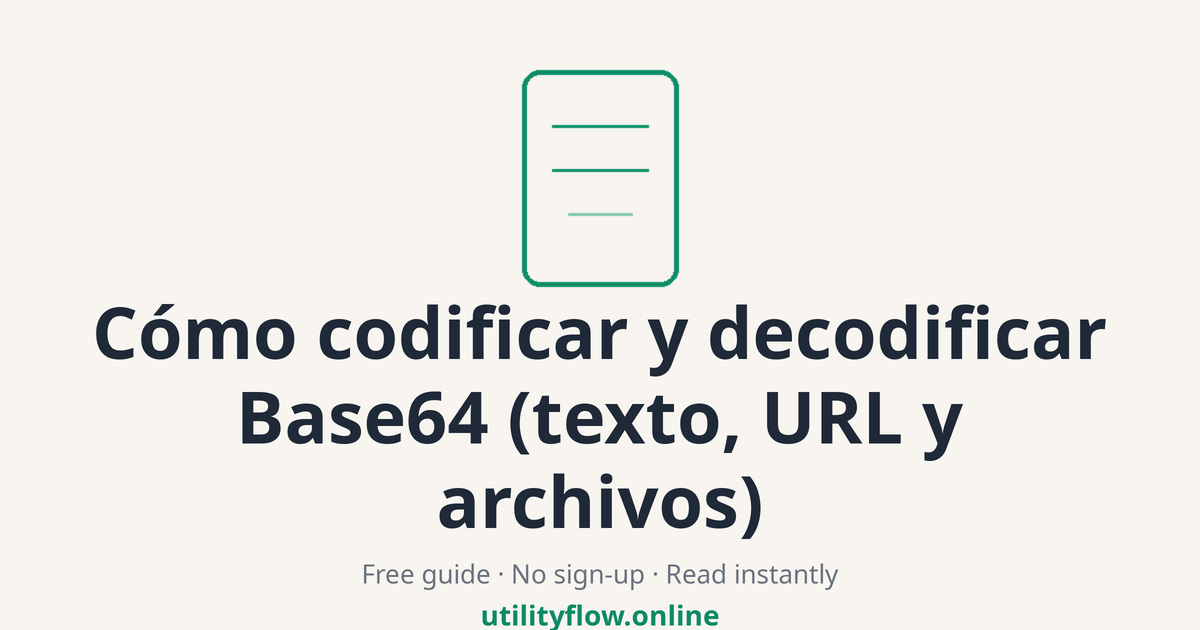 Cómo codificar y decodificar
Base64 (texto, URL y
archivos)
Free guide · No sign-up · Read instantly
utilityflow.online